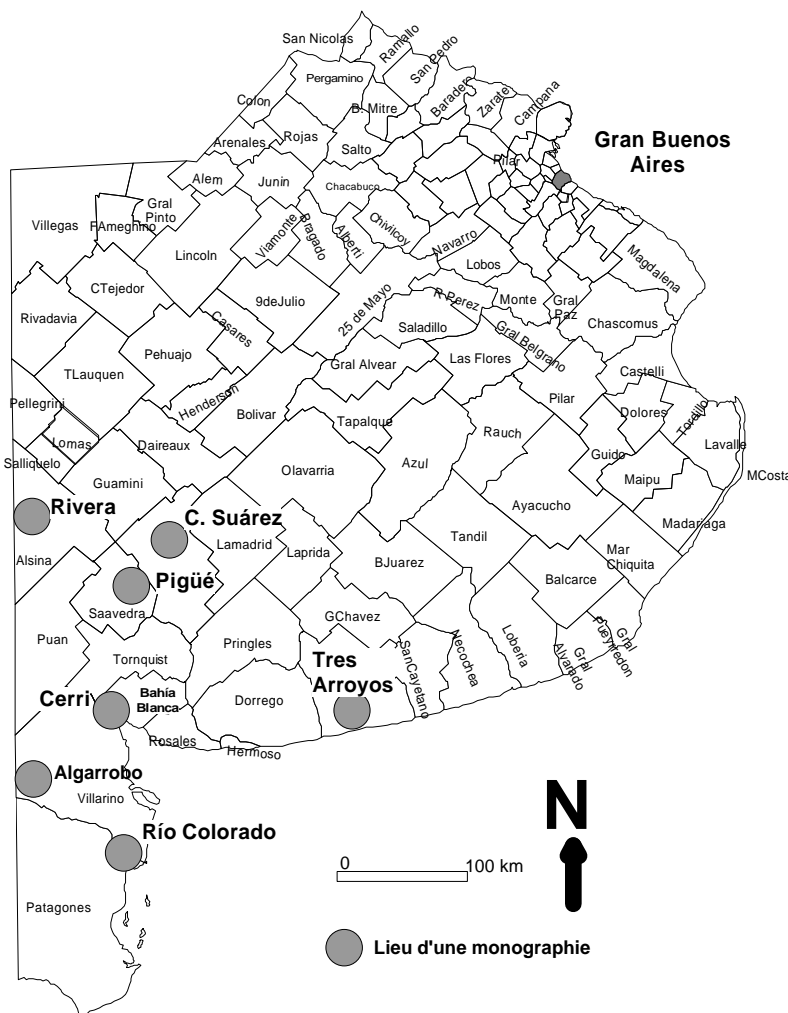 San Nicolas
Ramallo
San Pedro
Pergamino
Colon
B. Mitre
Baradero
Zarate
Campana
Arenales
Rojas
Salto
Pilar
Gran Buenos
Aires
Alem
Junin
Chacabuco
Villegas
FAmeghino
Gral
Pinto
Lincoln
Viamonte
Bragado
Alberti
Chivilcoy
Navarro
Lobos
Magdalena
CTejedor
9deJulio
25 de Mayo
R Perez
Monte
Gral
Paz
Rivadavia
Casares
Saladillo
Gral Belgrano
Chascomus
Pehuajo
TLauquen
Gral Alvear
Las Flores
Castelli
Pellegrini
Henderson
Bolivar
Tapalque
Pilar
Dolores
Tordillo
Lomas
Daireaux
Rauch
Lavalle
Salliquelo
Guamini
Olavarria
Azul
Guido
Maipu
MCosta
Rivera
C. Suárez
Ayacucho
Madariaga
Alsina
Lamadrid
Laprida
BJuarez
Tandil
Mar
Chiquita
Pigüé
Balcarce
Saavedra
GChavez
Puan
Tornquist
Pringles
Tres
Arroyos
SanCayetano
Necochea
Loberia
Gral
Alvarado
Gral
Pueyrredon
Cerri
Bahía
Blanca
Dorrego
Rosales
Hermoso
Algarrobo
Villarino
Río Colorado
Patagones
N
0
100 km
Lieu d'une monographie